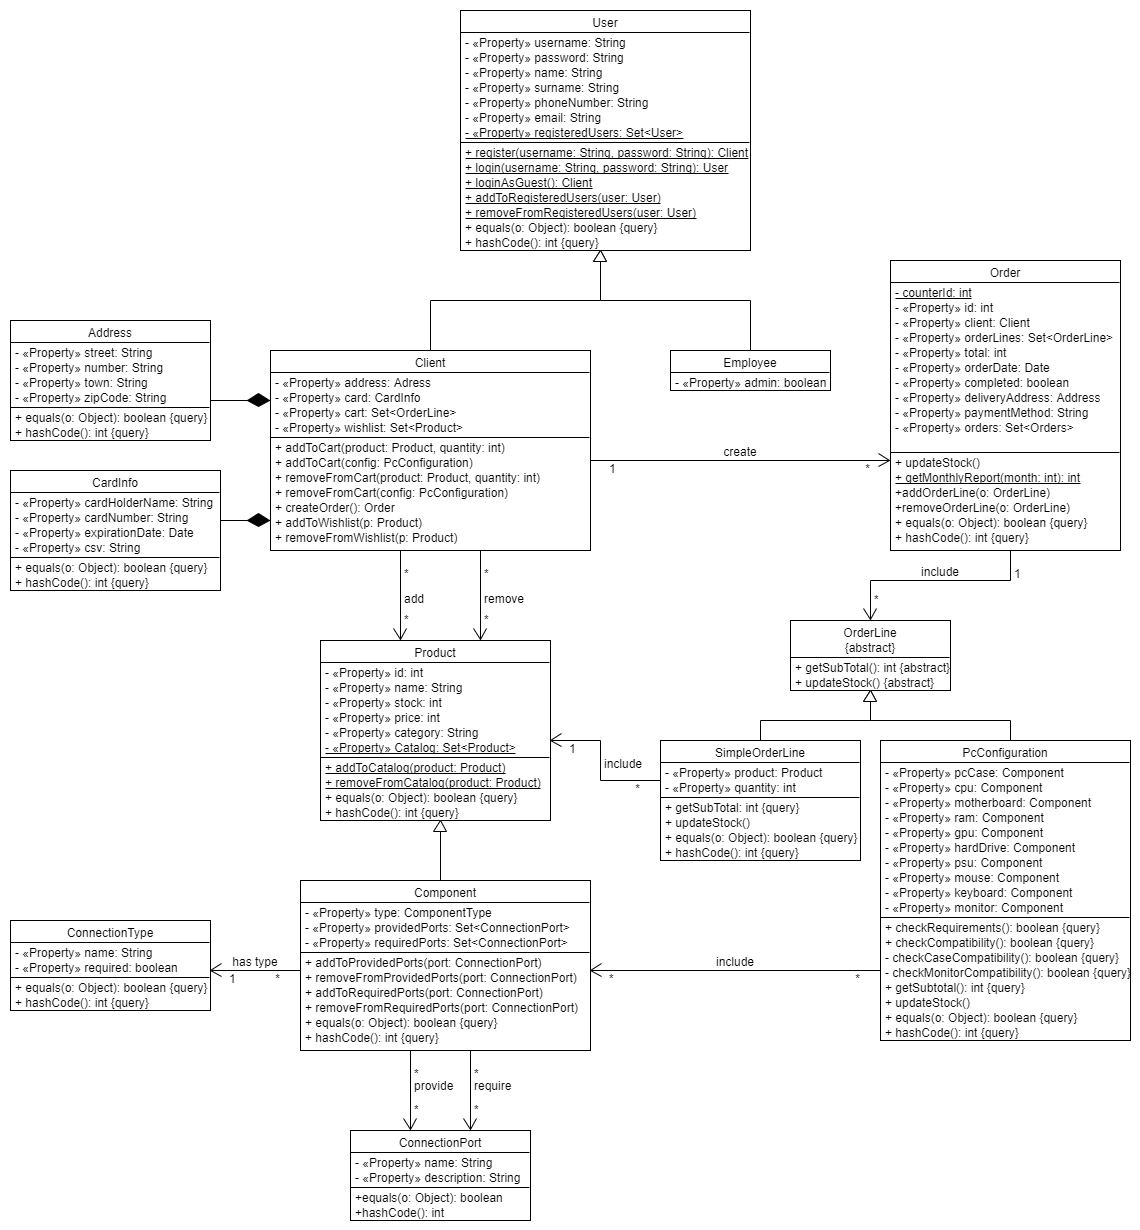 User
- «Property» username: String
- «Property» password: String
- «Property» name: String
- «Property» surname: String
- «Property» phoneNumber: String
- «Property» email: String
- «Property» registeredUsers: Set<User>
+ register(username: String, password: String): Client
+ login(username: String, password: String): User
+ loginAsGuest(): Client
+ addToRegisteredUsers(user: User)
+ removeFromRegisteredUsers(user: User)
+ equals(o: Object): boolean {query}
+ hashCode(): int {query}
Order
- counterId: int
- «Property» id: int
- «Property» client: Client
- «Property» orderLines: Set<OrderLine>
- «Property» total: int
- «Property» orderDate: Date
- «Property» completed: boolean
- «Property» deliveryAddress: Address
- «Property» paymentMethod: String
- «Property» orders: Set<Orders>
+ updateStock()
+ getMonthlyReport(month: int): int
+addOrderLine(o: OrderLine)
+removeOrderLine(o: OrderLine)
+ equals(o: Object): boolean {query}
+ hashCode(): int {query}
Address
- «Property» street: String
- «Property» number: String
- «Property» town: String
- «Property» zipCode: String
+ equals(o: Object): boolean {query}
+ hashCode(): int {query}
Client
- «Property» address: Adress
- «Property» card: CardInfo
- «Property» cart: Set<OrderLine>
- «Property» wishlist: Set<Product>
+ addToCart(product: Product, quantity: int)
+ addToCart(config: PcConfiguration)
+ removeFromCart(product: Product, quantity: int)
+ removeFromCart(config: PcConfiguration)
+ createOrder(): Order
+ addToWishlist(p: Product)
+ removeFromWishlist(p: Product)
Employee
- «Property» admin: boolean
create
1
*
CardInfo
- «Property» cardHolderName: String
- «Property» cardNumber: String
- «Property» expirationDate: Date
- «Property» csv: String
+ equals(o: Object): boolean {query}
+ hashCode(): int {query}
*
add
*
*
remove
*
include
1
*
OrderLine
{abstract}
+ getSubTotal(): int {abstract}
+ updateStock() {abstract}
Product
- «Property» id: int
- «Property» name: String
- «Property» stock: int
- «Property» price: int
- «Property» category: String
- «Property» Catalog: Set<Product>
+ addToCatalog(product: Product)
+ removeFromCatalog(product: Product)
+ equals(o: Object): boolean {query}
+ hashCode(): int {query}
1
include
*
SimpleOrderLine
- «Property» product: Product
- «Property» quantity: int
+ getSubTotal: int {query}
+ updateStock()
+ equals(o: Object): boolean {query}
+ hashCode(): int {query}
PcConfiguration
- «Property» pcCase: Component
- «Property» cpu: Component
- «Property» motherboard: Component
- «Property» ram: Component
- «Property» gpu: Component
- «Property» hardDrive: Component
- «Property» psu: Component
- «Property» mouse: Component
- «Property» keyboard: Component
- «Property» monitor: Component
+ checkRequirements(): boolean {query}
+ checkCompatibility(): boolean {query}
- checkCaseCompatibility(): boolean {query}
- checkMonitorCompatibility(): boolean {query}
+ getSubtotal(): int {query}
+ updateStock()
+ equals(o: Object): boolean {query}
+ hashCode(): int {query}
Component
- «Property» type: ComponentType
- «Property» providedPorts: Set<ConnectionPort>
- «Property» requiredPorts: Set<ConnectionPort>
+ addToProvidedPorts(port: ConnectionPort)
+ removeFromProvidedPorts(port: ConnectionPort)
+ addToRequiredPorts(port: ConnectionPort)
+ removeFromRequiredPorts(port: ConnectionPort)
+ equals(o: Object): boolean {query}
+ hashCode(): int {query}
include
*
*
ConnectionType
- «Property» name: String
- «Property» required: boolean
+ equals(o: Object): boolean {query}
+ hashCode(): int {query}
has type
1
*
*
provide
*
*
require
*
ConnectionPort
- «Property» name: String
- «Property» description: String
+equals(o: Object): boolean
+hashCode(): int